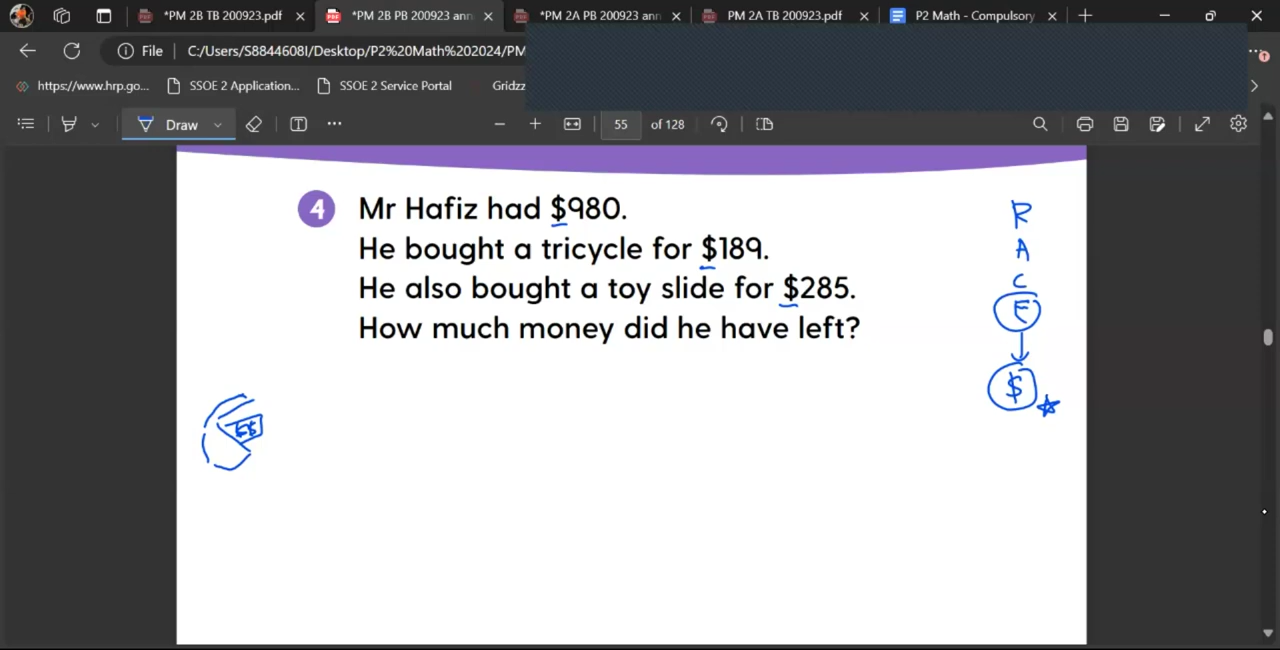 *PM 2B TB 200923.pdf
*PM 2B PB 200923 ann
*PM 2A PB 200923 ann
PM 2A TB 200923.pdf
P2 Math - Compulsory
File
C:/Users/S8844608I/Desktop/P2%20Math%202024/PM
https://www.hrp.go...
SSOE 2 Application...
SSOE 2 Service Portal
Gridzz
Draw
55 of 128
4 Mr Hafiz had $980.
He bought a tricycle for $189.
He also bought a toy slide for $285.
How much money did he have left?
R
A
C
E
$